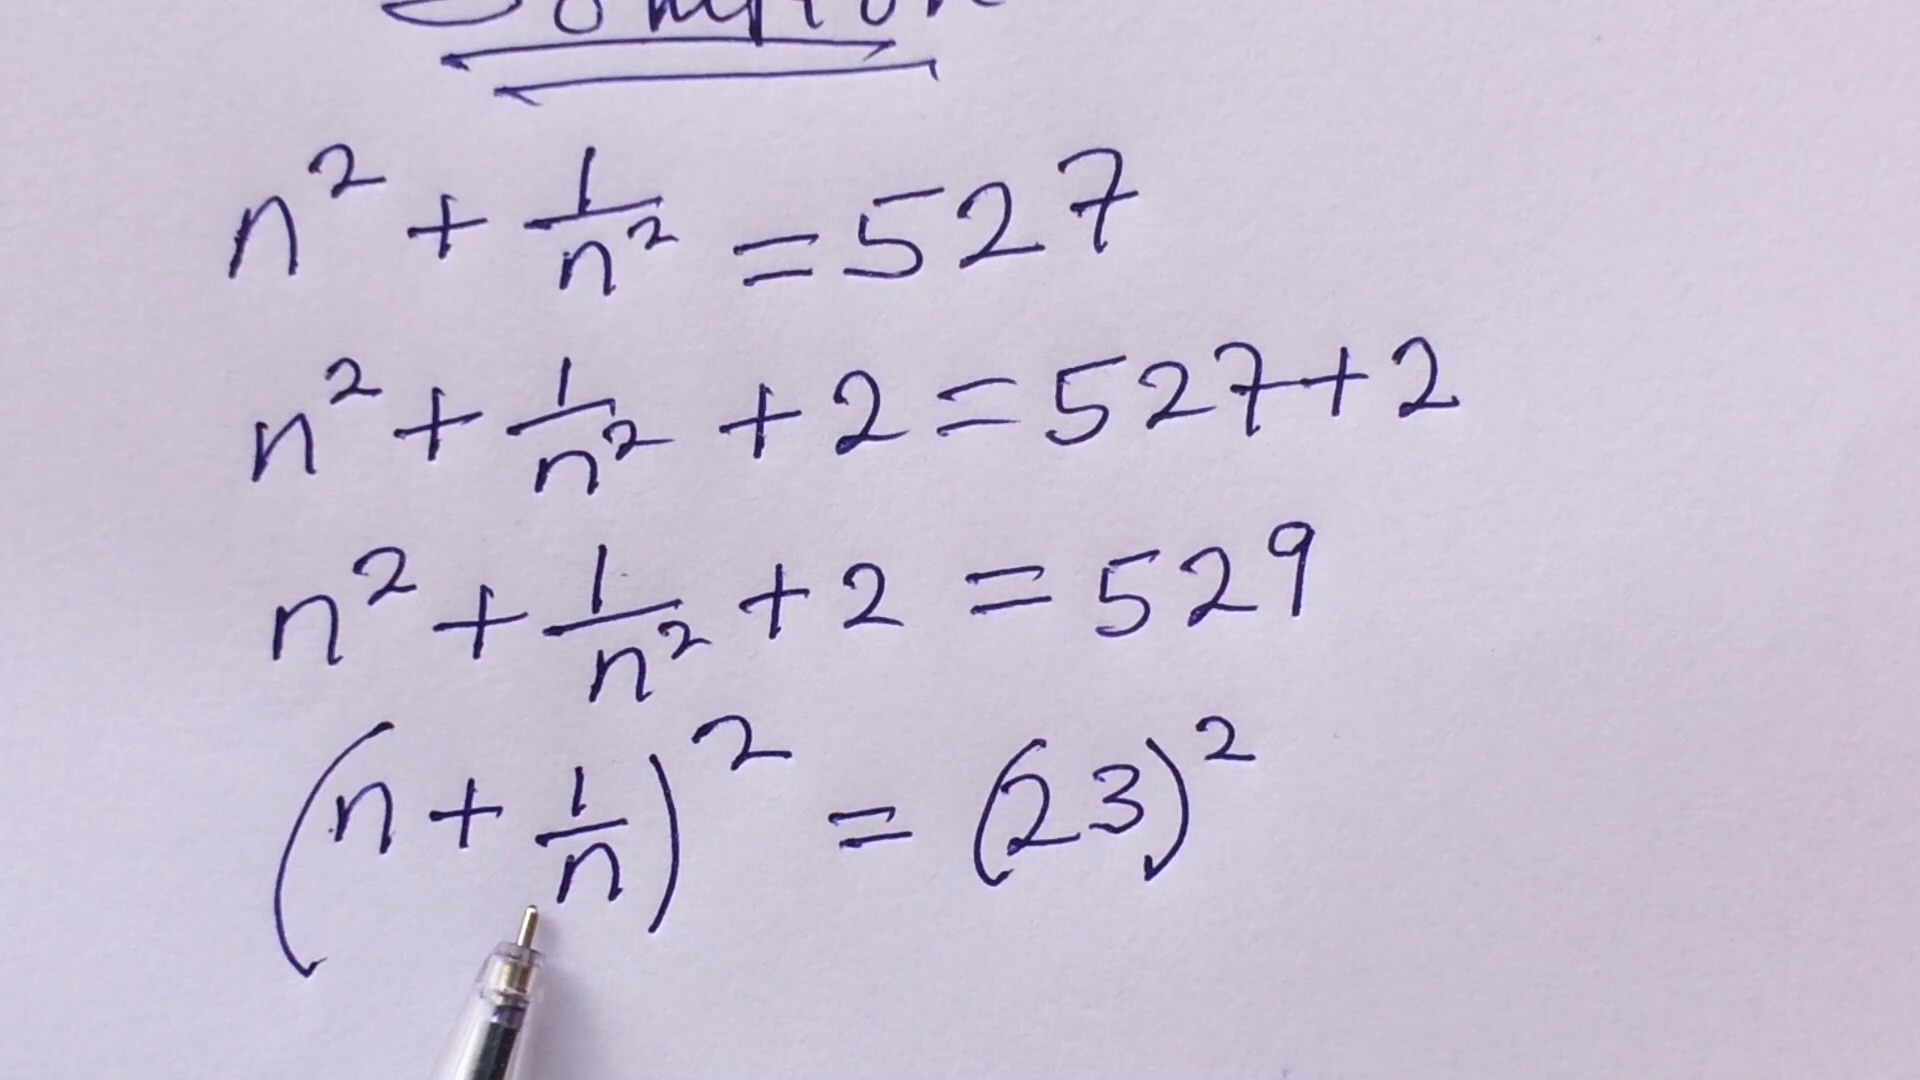 Solution
n² + 1/n² = 527
n² + 1/n² + 2 = 527 + 2
n² + 1/n² + 2 = 529
(n + 1/n)² = (23)²